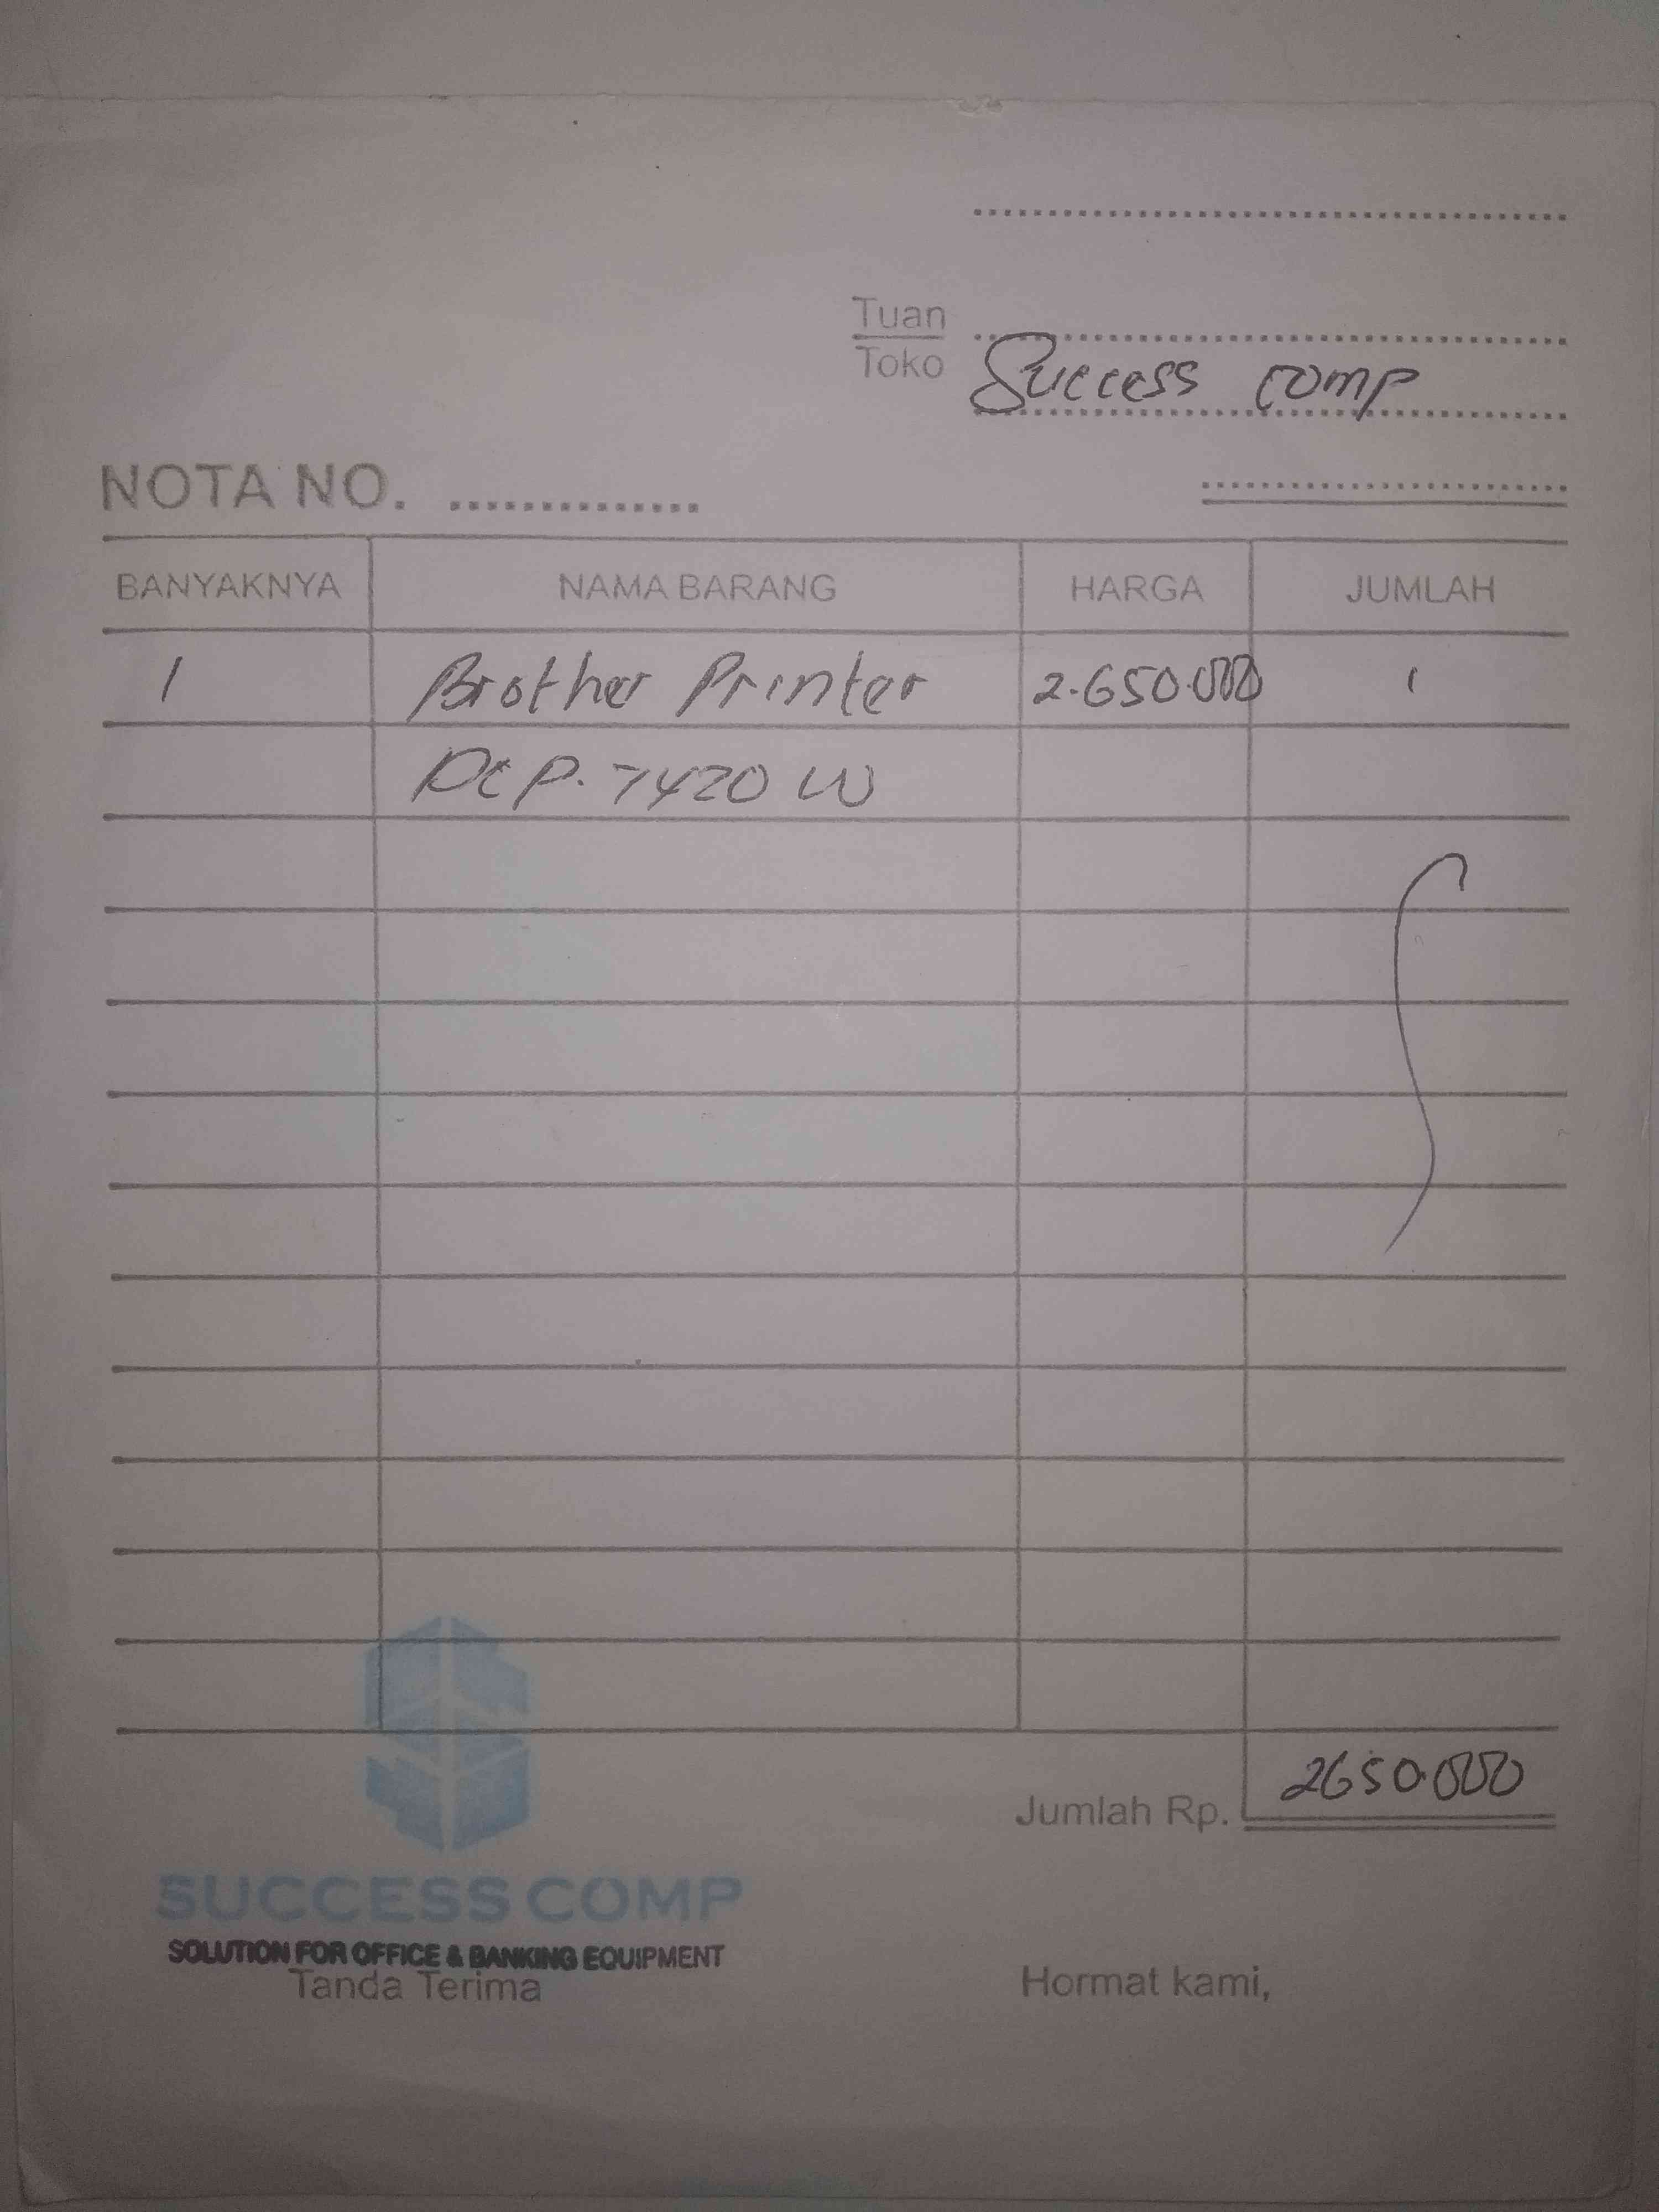 Tuan
Toko Success comp
NOTA NO. ..............
BANYAKNYA NAMA BARANG HARGA JUMLAH
1 Brother Printer 2.650.000 1
DCP. 7420 W
Jumlah Rp. 2650.000
SUCCESS COMP
SOLUTION FOR OFFICE & BANKING EQUIPMENT
Tanda Terima Hormat kami,